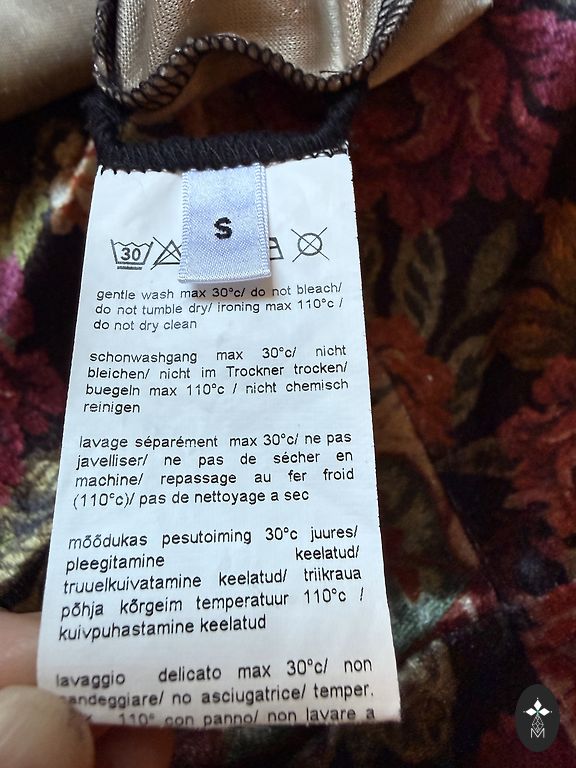 S
30
gentle wash max 30°c/ do not bleach/
do not tumble dry/ ironing max 110°c /
do not dry clean
schonwashgang max 30°c/ nicht
bleichen/ nicht im Trockner trocken/
buegeln max 110°c / nicht chemisch
reinigen
lavage séparément max 30°c/ ne pas
javelliser/ ne pas de sécher en
machine/ repassage au fer froid
(110°c)/ pas de nettoyage a sec
mõõdukas pesutoiming 30°c juures/
pleegitamine keelatud/
truuelkuivatamine keelatud/ triikraua
põhja kõrgeim temperatuur 110°c /
kuivpuhastamine keelatud
lavaggio delicato max 30°c/ non
candeggiare/ no asciugatrice/ temper.
110° con panno/ non lavare a
M